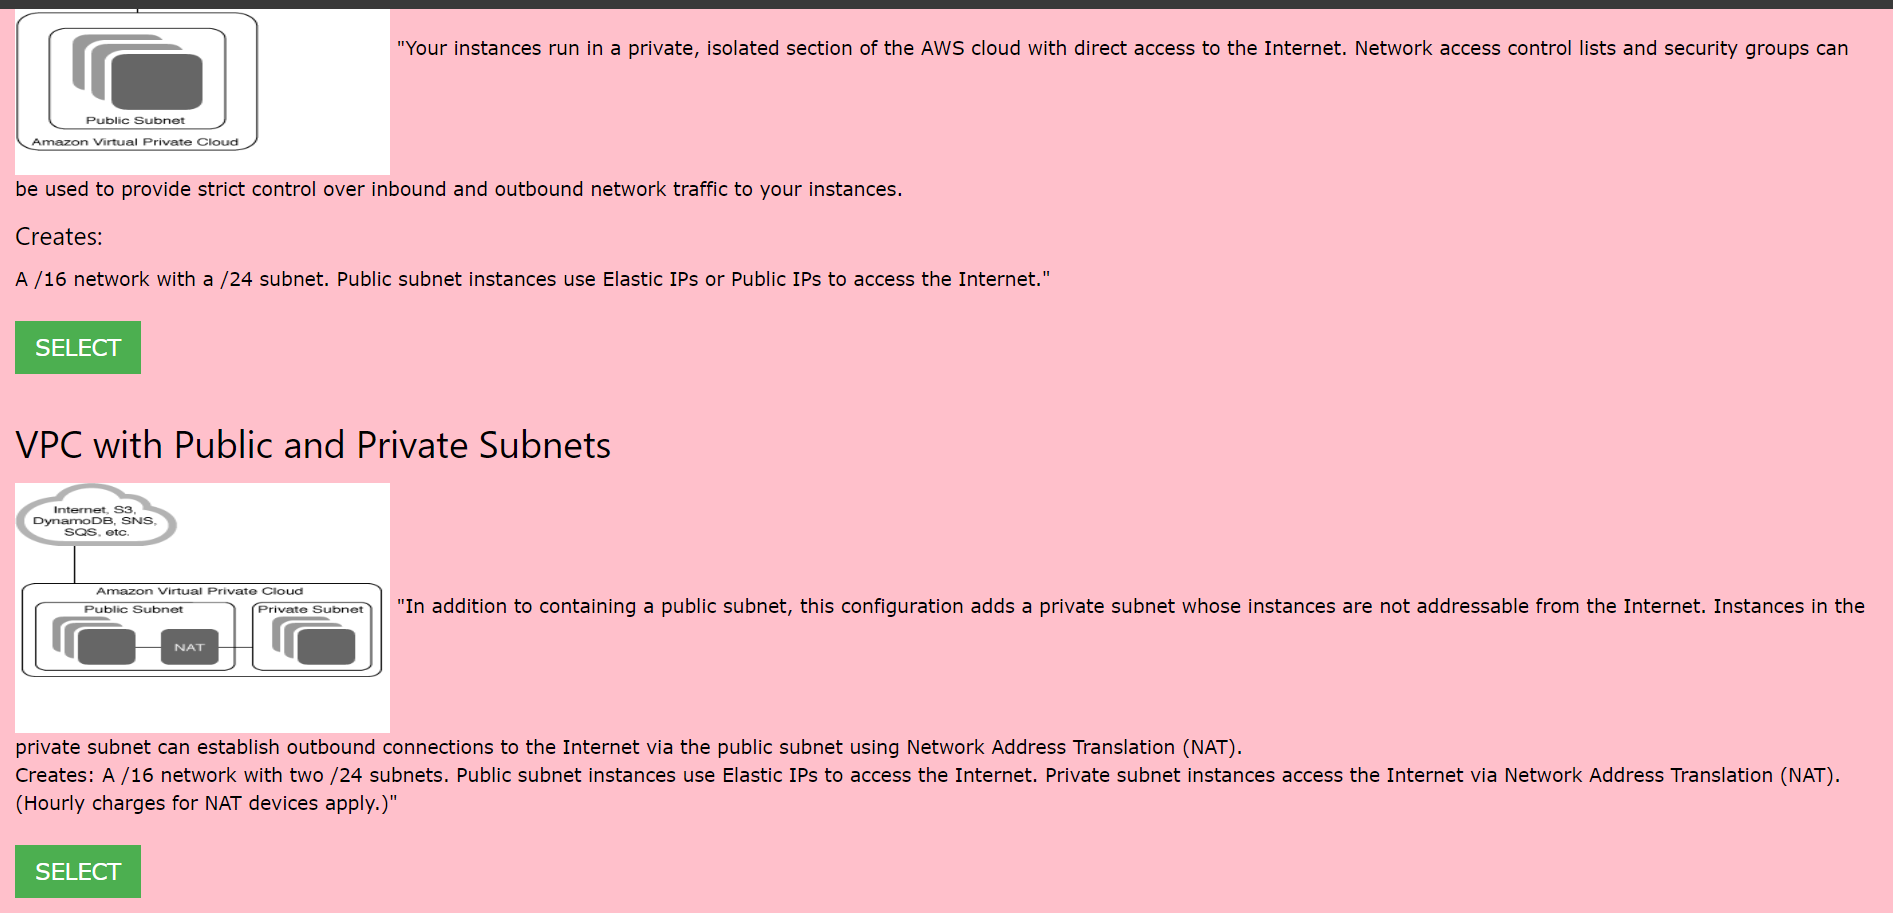 Public Subnet
Amazon Virtual Private Cloud
"Your instances run in a private, isolated section of the AWS cloud with direct access to the Internet. Network access control lists and security groups can
be used to provide strict control over inbound and outbound network traffic to your instances.
Creates:
A /16 network with a /24 subnet. Public subnet instances use Elastic IPs or Public IPs to access the Internet."
SELECT
VPC with Public and Private Subnets
Internet, S3,
DynamoDB, SNS,
SQS, etc.
Amazon Virtual Private Cloud
Public Subnet
Private Subnet
NAT
"In addition to containing a public subnet, this configuration adds a private subnet whose instances are not addressable from the Internet. Instances in the
private subnet can establish outbound connections to the Internet via the public subnet using Network Address Translation (NAT).
Creates: A /16 network with two /24 subnets. Public subnet instances use Elastic IPs to access the Internet. Private subnet instances access the Internet via Network Address Translation (NAT).
(Hourly charges for NAT devices apply.)"
SELECT